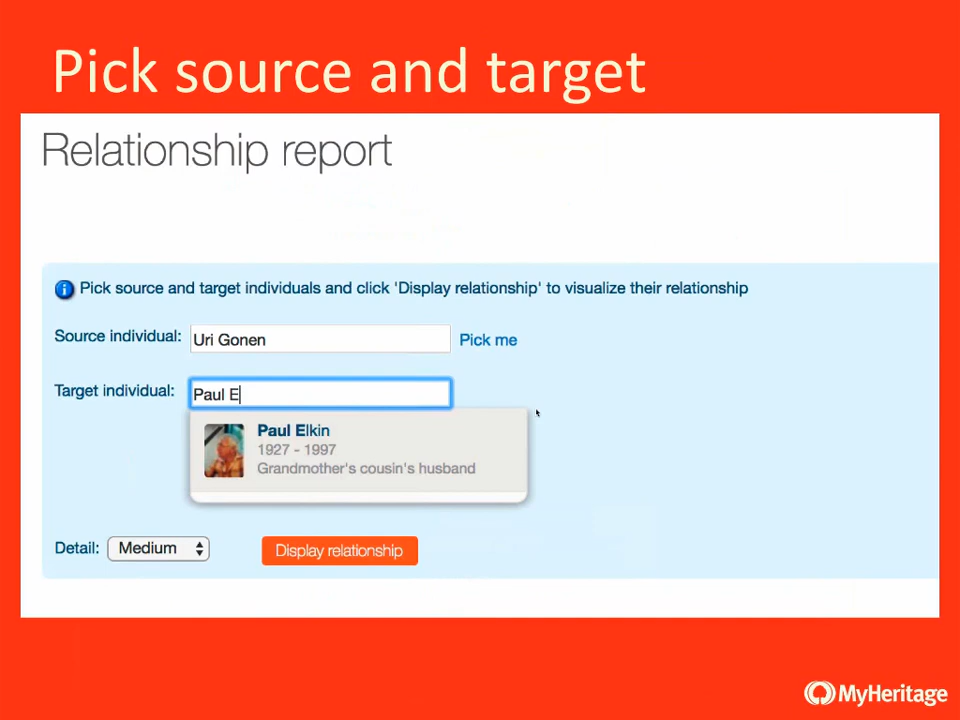 Pick source and target
Relationship report
Pick source and target individuals and click 'Display relationship' to visualize their relationship
Source individual: Uri Gonen Pick me
Target individual: Paul E
Paul Elkin
1927 - 1997
Grandmother's cousin's husband
Detail: Medium Display relationship
MyHeritage